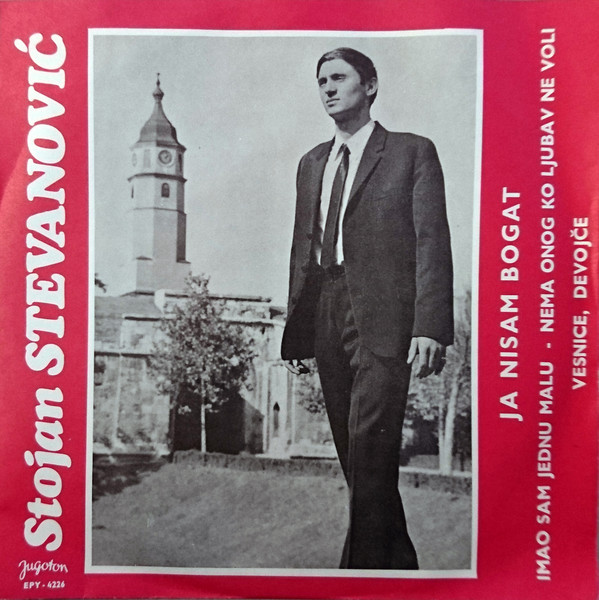 Stojan STEVANOVIĆ
Jugoton
EPY - 4226
JA NISAM BOGAT
IMAO SAM JEDNU MALU - NEMA ONOG KO LJUBAV NE VOLI
VESNICE, DEVOJČE